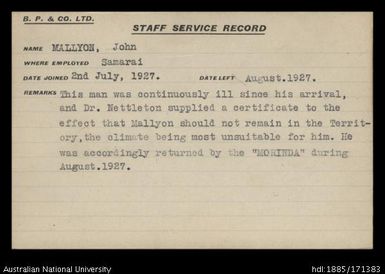 B. P. & CO. LTD.
STAFF SERVICE RECORD
NAME MALLYON, John
WHERE EMPLOYED Samarai
DATE JOINED 2nd July, 1927. DATE LEFT August.1927.
REMARKS This man was continuously ill since his arrival,
and Dr. Nettleton supplied a certificate to the
effect that Mallyon should not remain in the Territ-
ory,the climate being most unsuitable for him. He
was accordingly returned by the "MORINDA" during
August.1927.
Australian National University
hdl:1885/171383